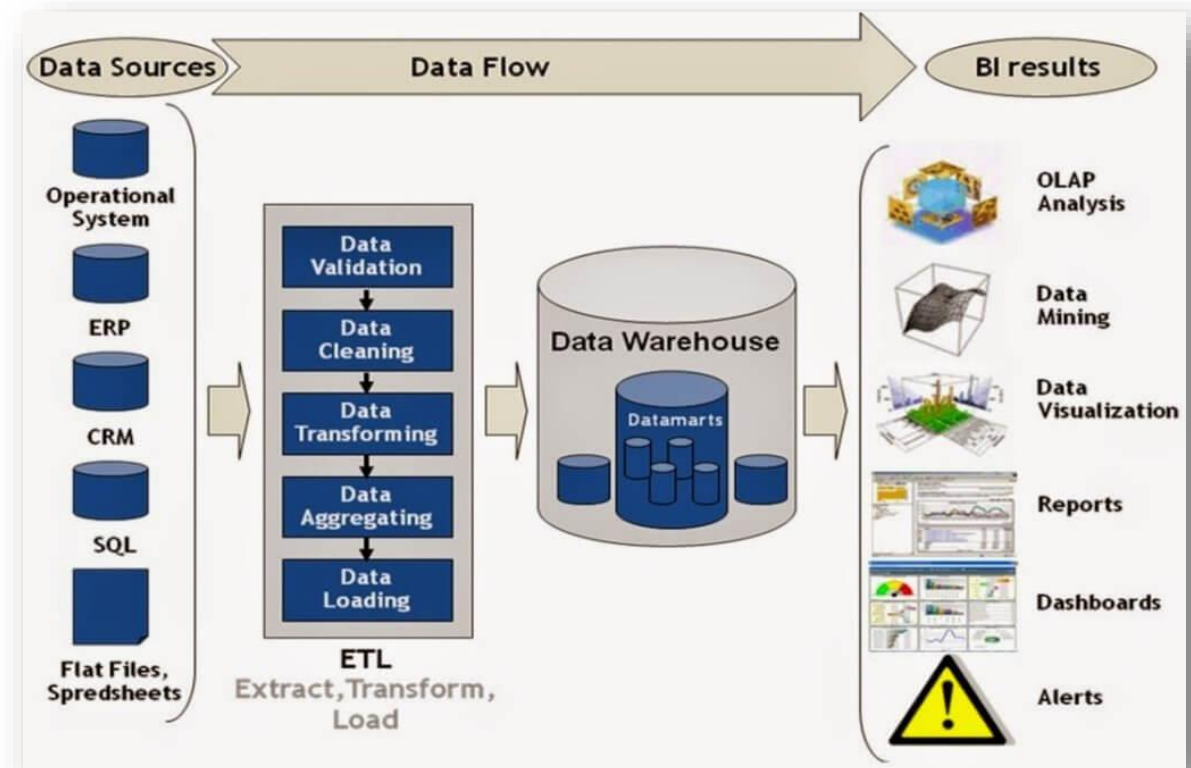 Data Sources
Data Flow
BI results
Operational
System
ERP
CRM
SQL
Flat Files,
Spredsheets
Data
Validation
Data
Cleaning
Data
Transforming
Data
Aggregating
Data
Loading
ETL
Extract,Transform,
Load
Data Warehouse
Datamarts
OLAP
Analysis
Data
Mining
Data
Visualization
Reports
Dashboards
Alerts